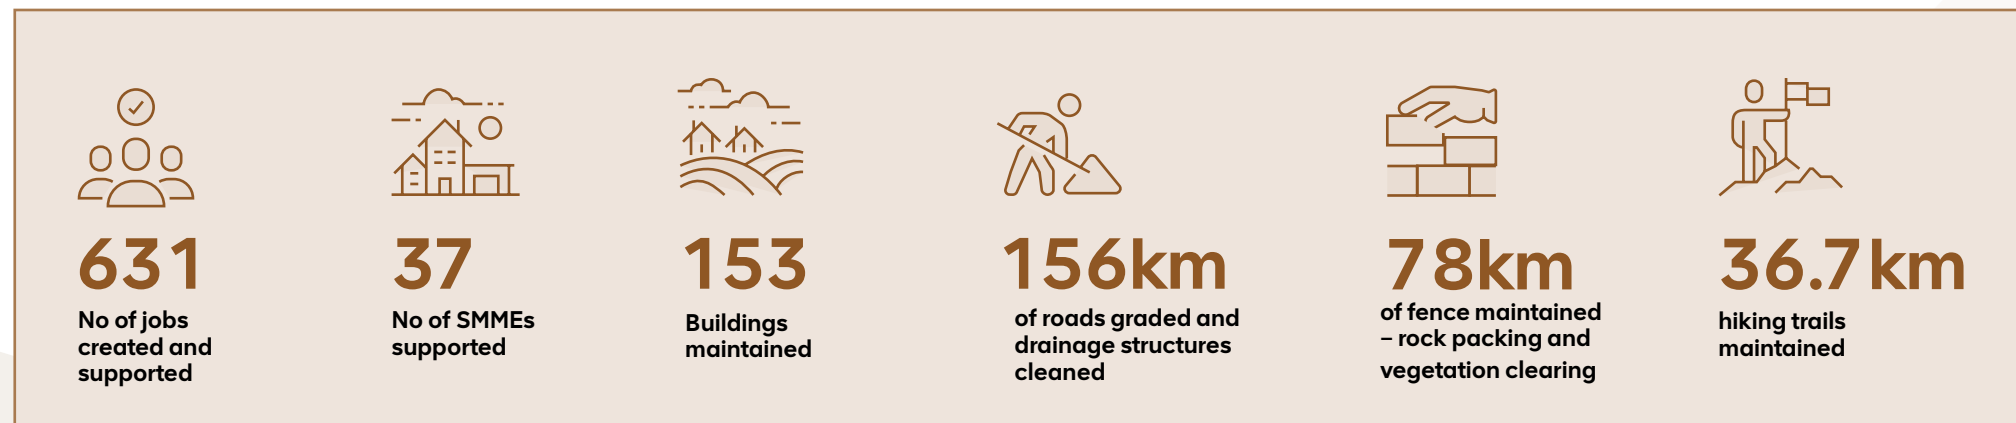 631
No of jobs
created and
supported
37
No of SMMEs
supported
153
Buildings
maintained
156km
of roads graded and
drainage structures
cleaned
78km
of fence maintained
– rock packing and
vegetation clearing
36.7km
hiking trails
maintained